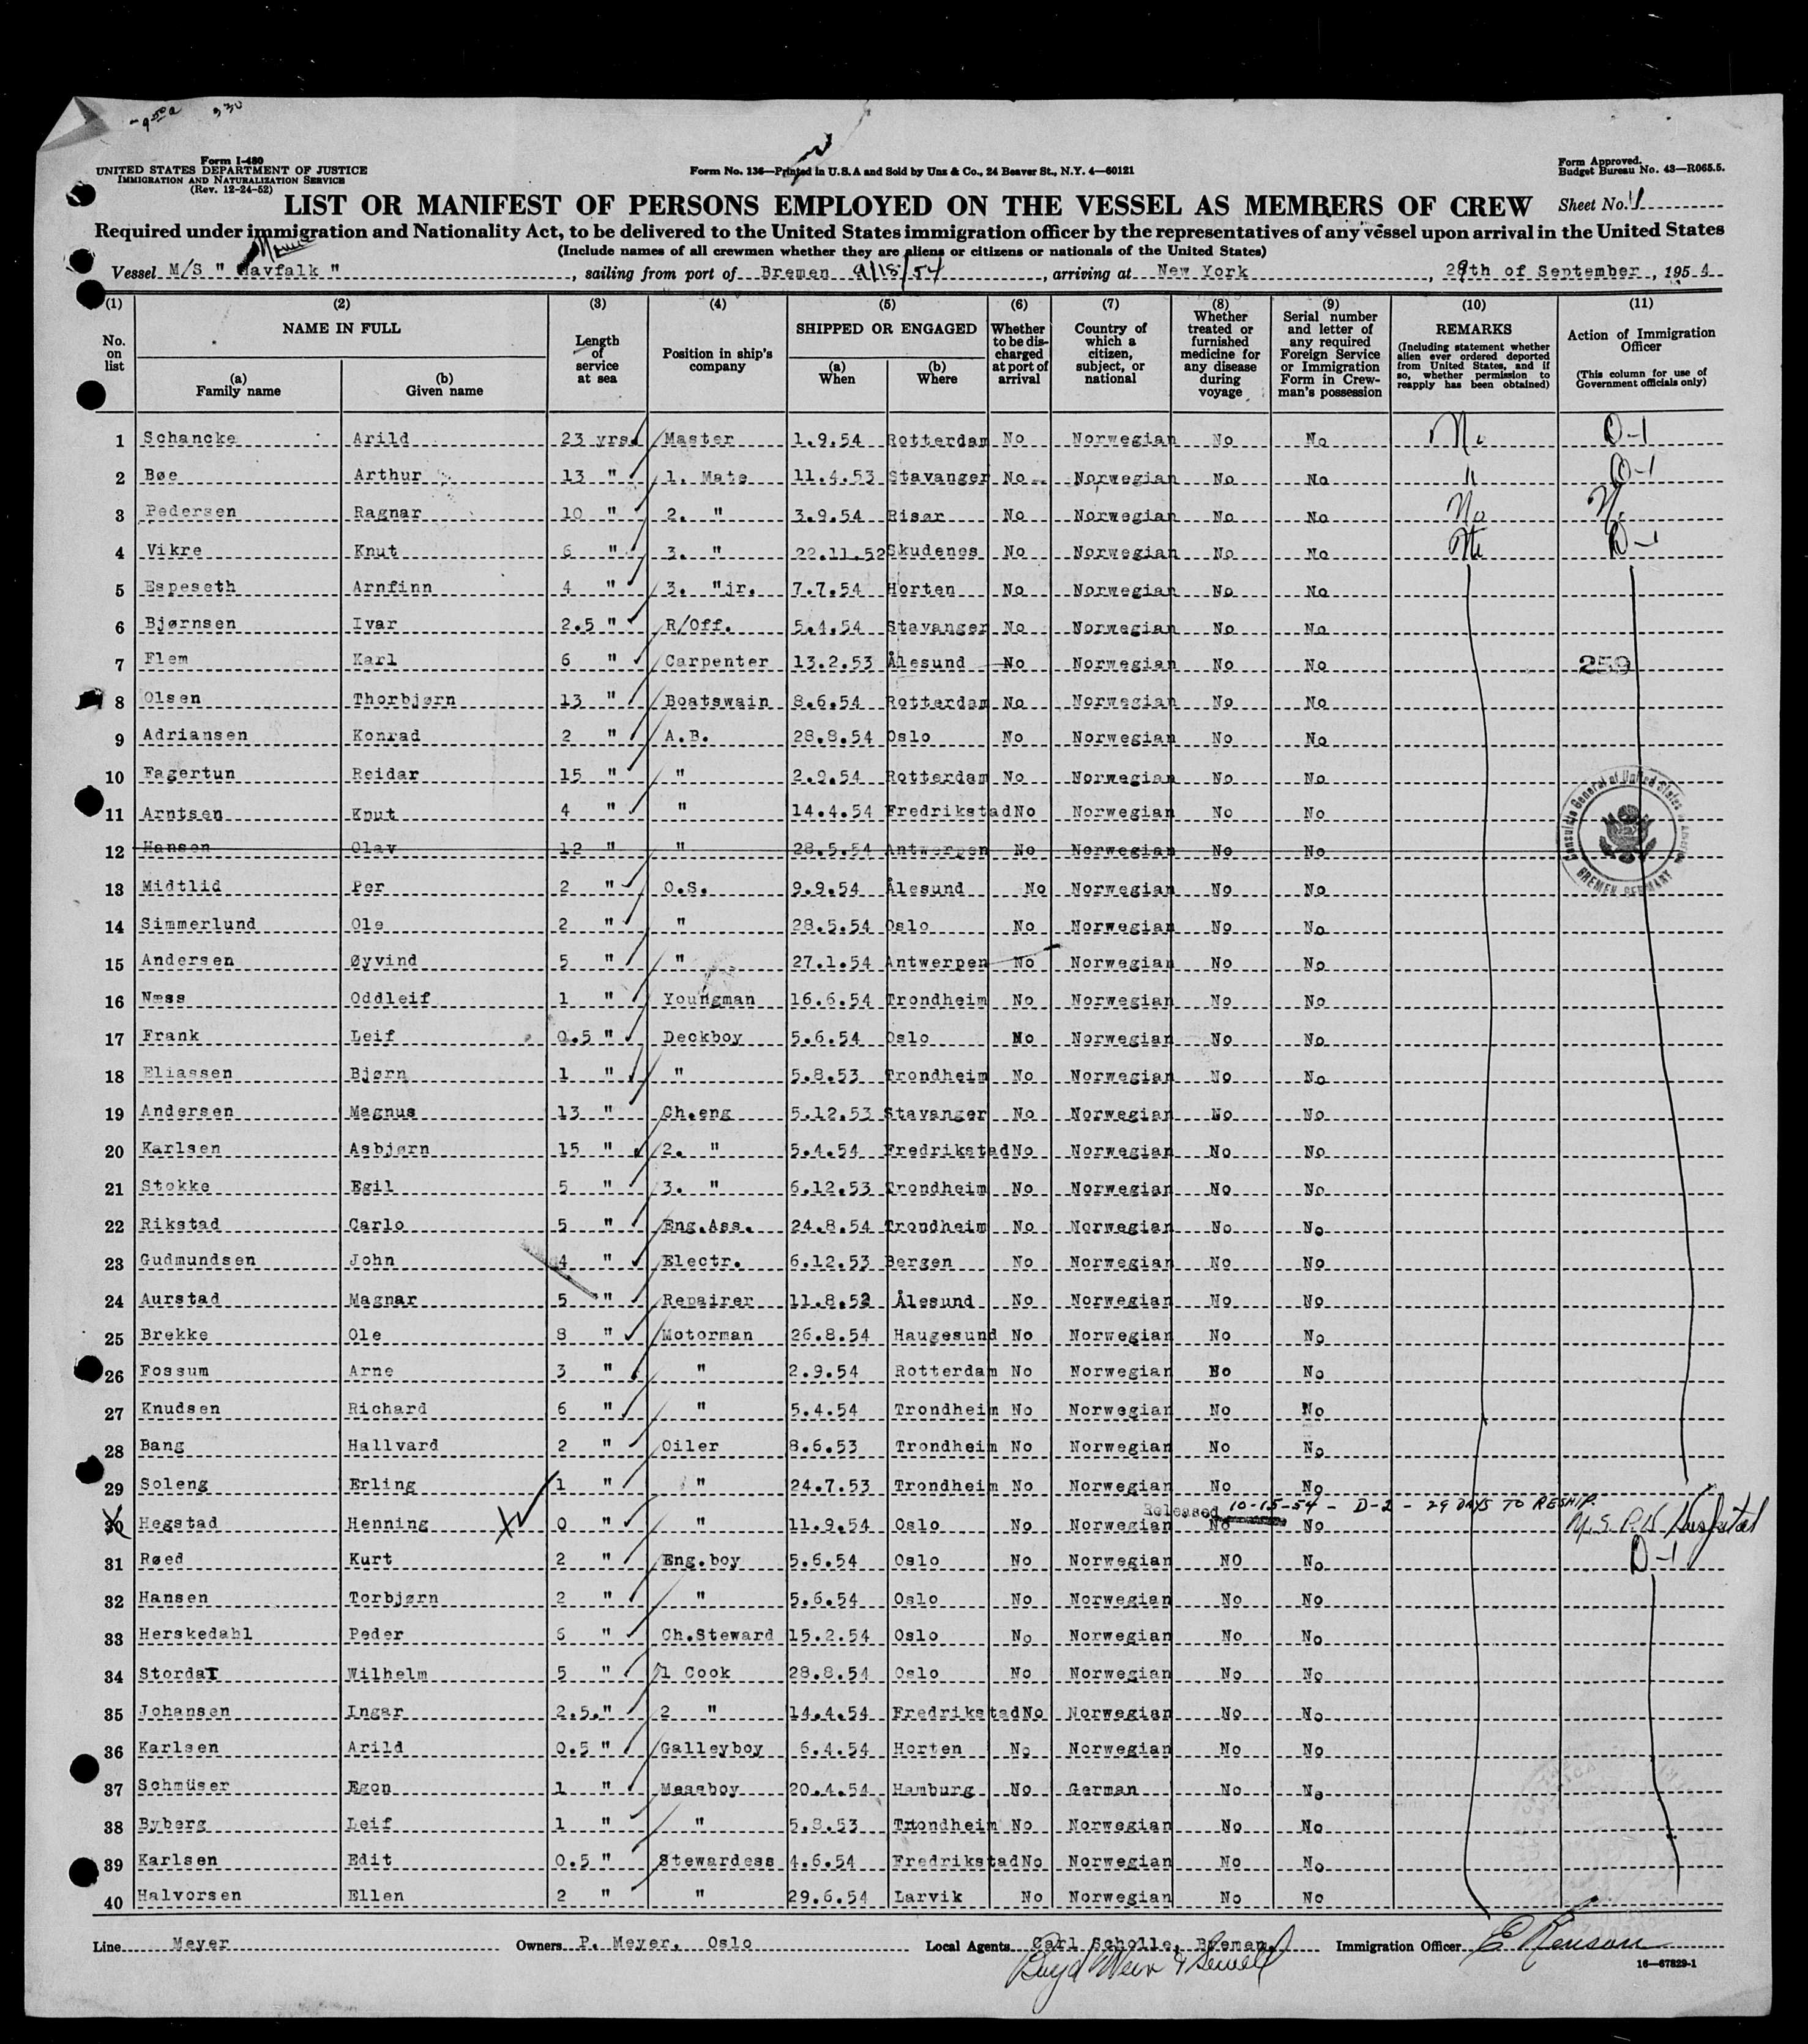 9 50 a 330
Form I-480
UNITED STATES DEPARTMENT OF JUSTICE
IMMIGRATION AND NATURALIZATION SERVICE
(Rev. 12-24-52)
Form No. 136—Printed in U.S.A and Sold by Unz & Co., 24 Beaver St., N.Y. 4—60121
Form Approved.
Budget Bureau No. 43—R065.5.
LIST OR MANIFEST OF PERSONS EMPLOYED ON THE VESSEL AS MEMBERS OF CREW Sheet No.
Required under immigration and Nationality Act, to be delivered to the United States immigration officer by the representatives of any vessel upon arrival in the United States
(Include names of all crewmen whether they are aliens or citizens or nationals of the United States)
Vessel M/S " Havfalk ", sailing from port of Bremen 9/18/54, arriving at New York, 29th of September, 1954
(1) (2) (3) (4) (5) (6) (7) (8) (9) (10) (11)
No. on list
NAME IN FULL
(a) Family name
(b) Given name
Length of service at sea
Position in ship's company
SHIPPED OR ENGAGED
(a) When
(b) Where
Whether to be discharged at port of arrival
Country of which a citizen, subject, or national
Whether treated or furnished medicine for any disease during voyage
Serial number and letter of any required Foreign Service or Immigration Form in Crewman's possession
REMARKS
(Including statement whether alien ever ordered deported from United States, and if so, whether permission to reapply has been obtained)
Action of Immigration Officer
(This column for use of Government officials only)
1 Schancke Arild 23 yrs. Master 1.9.54 Rotterdam No Norwegian No No No D-1
2 Bøe Arthur 13 " 1. Mate 11.4.53 Stavanger No Norwegian No No " D-1
3 Pedersen Ragnar 10 " 2. " 3.9.54 Risør No Norwegian No No No
4 Vikre Knut 6 " 3. " 22.11.52 Skudenes No Norwegian No No No D-1
5 Espeseth Arnfinn 4 " 3. "jr. 7.7.54 Horten No Norwegian No No
6 Bjørnsen Ivar 2.5 " R/Off. 5.4.54 Stavanger No Norwegian No No
7 Flem Karl 6 " Carpenter 13.2.53 Ålesund No Norwegian No No 259
8 Olsen Thorbjørn 13 " Boatswain 8.6.54 Rotterdam No Norwegian No No
9 Adriansen Konrad 2 " A.B. 28.8.54 Oslo No Norwegian No No
10 Fagertun Reidar 15 " " 2.9.54 Rotterdam No Norwegian No No
11 Arntsen Knut 4 " " 14.4.54 Fredrikstad No Norwegian No No
12 Hansen Olav 12 " " 28.5.54 Antwerpen No Norwegian No No
13 Midtlid Per 2 " O.S. 9.9.54 Ålesund No Norwegian No No
14 Simmerlund Ole 2 " " 28.5.54 Oslo No Norwegian No No
15 Andersen Øyvind 5 " " 27.1.54 Antwerpen No Norwegian No No
16 Næss Oddleif 1 " Youngman 16.6.54 Trondheim No Norwegian No No
17 Frank Leif 0.5 " Deckboy 5.6.54 Oslo No Norwegian No No
18 Eliassen Bjørn 1 " " 5.8.53 Trondheim No Norwegian No No
19 Andersen Magnus 13 " Ch.eng 5.12.53 Stavanger No Norwegian No No
20 Karlsen Asbjørn 15 " 2. " 5.4.54 Fredrikstad No Norwegian No No
21 Stokke Egil 5 " 3. " 6.12.53 Trondheim No Norwegian No No
22 Rikstad Carlo 5 " Eng.Ass. 24.8.54 Trondheim No Norwegian No No
23 Gudmundsen John 4 " Electr. 6.12.53 Bergen No Norwegian No No
24 Aurstad Magnar 5 " Repairer 11.8.52 Ålesund No Norwegian No No
25 Brekke Ole 8 " Motorman 26.8.54 Haugesund No Norwegian No No
26 Fossum Arne 3 " " 2.9.54 Rotterdam No Norwegian No No
27 Knudsen Richard 6 " " 5.4.54 Trondheim No Norwegian No No
28 Bang Hallvard 2 " Oiler 8.6.53 Trondheim No Norwegian No No
29 Soleng Erling 1 " " 24.7.53 Trondheim No Norwegian No No
Released 10-15-54 - D-2 - 29 DAYS TO RESHIP.
30 Hegstad Henning 0 " " 11.9.54 Oslo No Norwegian No No U.S.P.H. Hospital
31 Røed Kurt 2 " Eng.boy 5.6.54 Oslo No Norwegian NO No D-1
32 Hansen Torbjørn 2 " " 5.6.54 Oslo No Norwegian No No
33 Herskedahl Peder 6 " Ch.Steward 15.2.54 Oslo No Norwegian No No
34 Stordal Wilhelm 5 " 1 Cook 28.8.54 Oslo No Norwegian No No
35 Johansen Ingar 2.5." 2 " 14.4.54 Fredrikstad No Norwegian No No
36 Karlsen Arild 0.5 " Galleyboy 6.4.54 Horten No Norwegian No No
37 Schmüser Egon 1 " Messboy 20.4.54 Hamburg No German No No
38 Byberg Leif 1 " " 5.8.53 Trondheim No Norwegian No No
39 Karlsen Edit 0.5 " Stewardess 4.6.54 Fredrikstad No Norwegian No No
40 Halvorsen Ellen 2 " " 29.6.54 Larvik No Norwegian No No
Consulate General of United States of America
BREMEN GERMANY
Line Meyer Owners P. Meyer, Oslo Local Agents Carl Scholle, Bremen. Immigration Officer E Renson
Boyd Weir & Sewell
16—67829-1